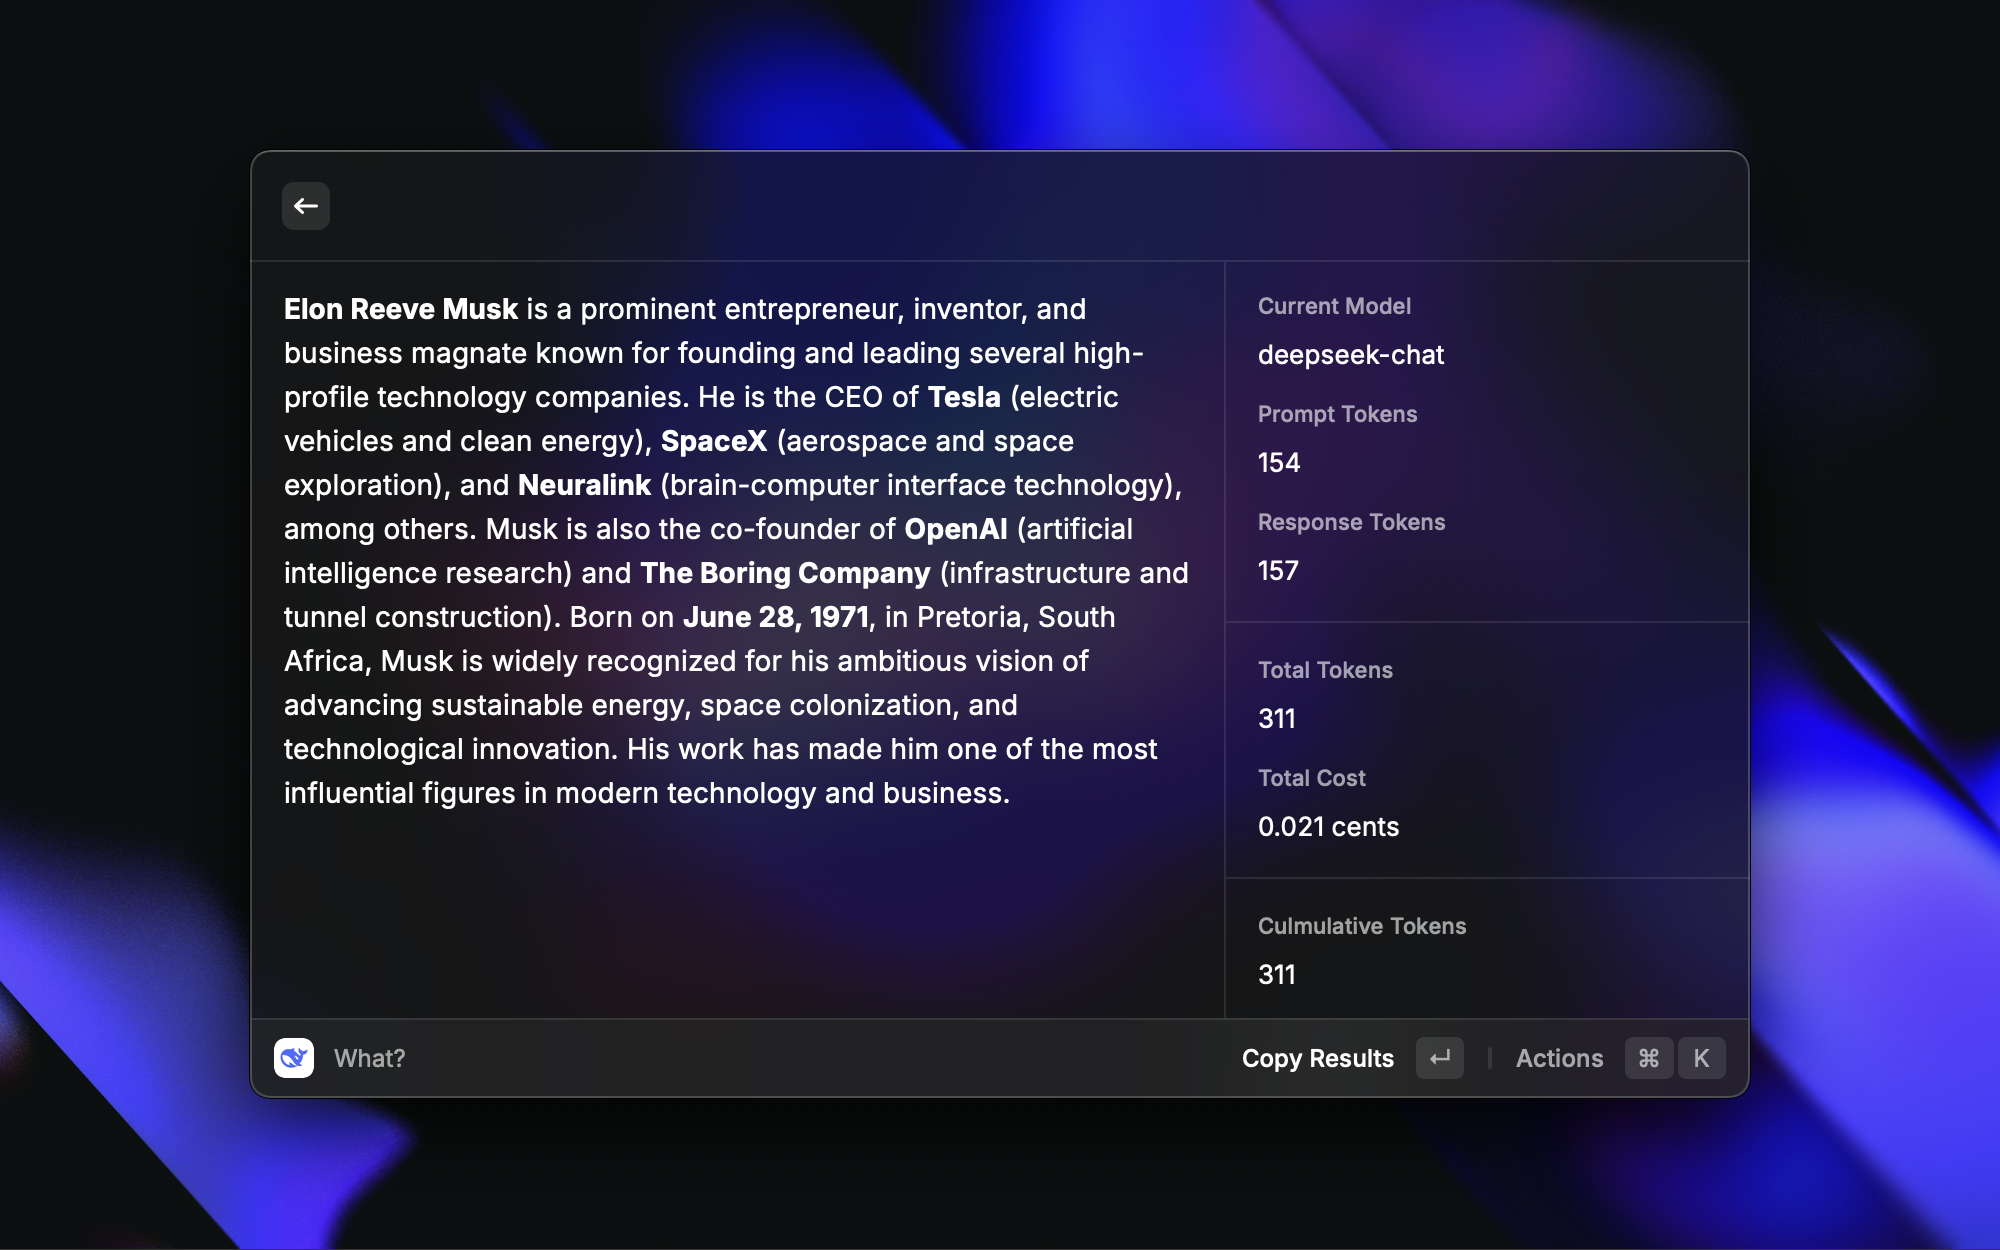 Elon Reeve Musk is a prominent entrepreneur, inventor, and
business magnate known for founding and leading several high-
profile technology companies. He is the CEO of Tesla (electric
vehicles and clean energy), SpaceX (aerospace and space
exploration), and Neuralink (brain-computer interface technology),
among others. Musk is also the co-founder of OpenAI (artificial
intelligence research) and The Boring Company (infrastructure and
tunnel construction). Born on June 28, 1971, in Pretoria, South
Africa, Musk is widely recognized for his ambitious vision of
advancing sustainable energy, space colonization, and
technological innovation. His work has made him one of the most
influential figures in modern technology and business.
Current Model
deepseek-chat
Prompt Tokens
154
Response Tokens
157
Total Tokens
311
Total Cost
0.021 cents
Culmulative Tokens
311
What?
Copy Results ↵ | Actions ⌘ K